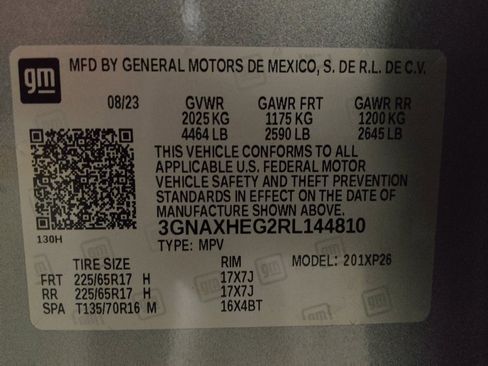 gm
MFD BY GENERAL MOTORS DE MEXICO, S. DE R.L. DE C.V.
08/23 GVWR GAWR FRT GAWR RR
2025 KG 1175 KG 1200 KG
4464 LB 2590 LB 2645 LB
THIS VEHICLE CONFORMS TO ALL
APPLICABLE U.S. FEDERAL MOTOR
VEHICLE SAFETY AND THEFT PREVENTION
STANDARDS IN EFFECT ON THE DATE OF
MANUFACTURE SHOWN ABOVE.
3GNAXHEG2RL144810
130H
TYPE: MPV
TIRE SIZE RIM MODEL: 201XP26
FRT 225/65R17 H 17X7J
RR 225/65R17 H 17X7J
SPA T135/70R16 M 16X4BT